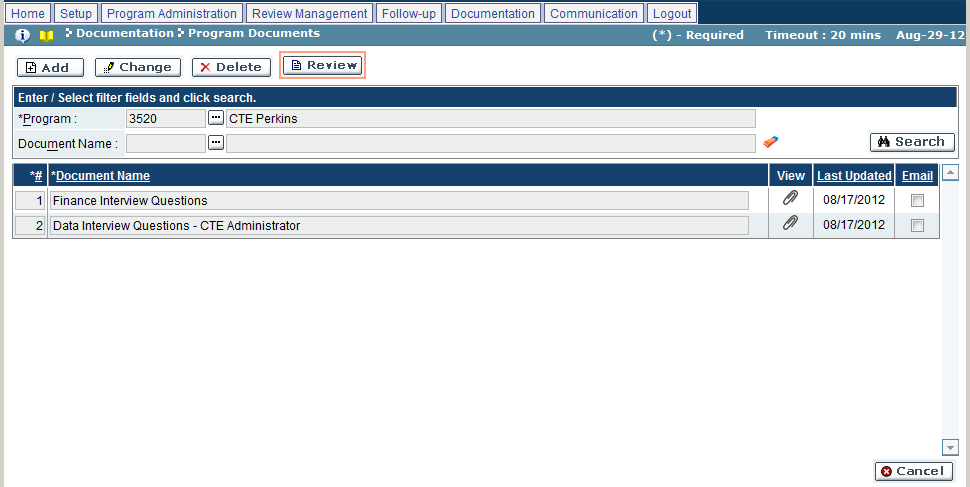 Home Setup Program Administration Review Management Follow-up Documentation Communication Logout
Documentation Program Documents (*) - Required Timeout : 20 mins Aug-29-12
Add Change Delete Review
Enter / Select filter fields and click search.
*Program : 3520 ... CTE Perkins
Document Name : ... Search
*# *Document Name View Last Updated Email
1 Finance Interview Questions 08/17/2012
2 Data Interview Questions - CTE Administrator 08/17/2012
Cancel